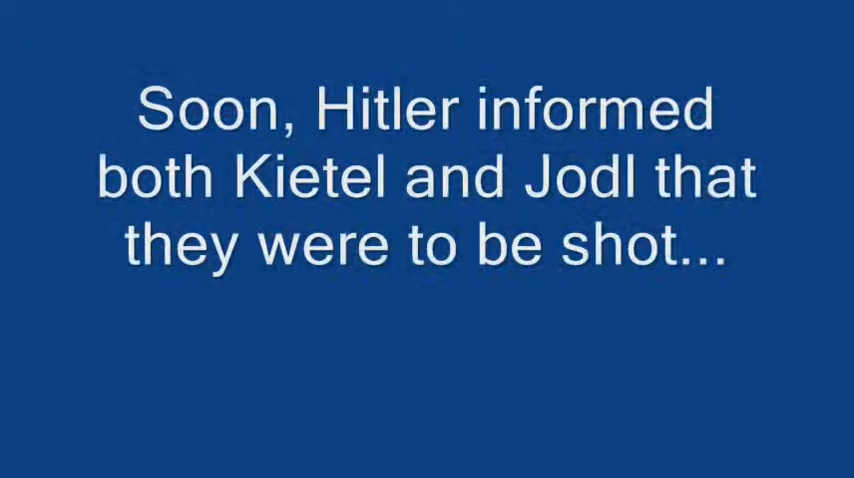 Soon, Hitler informed
both Kietel and Jodl that
they were to be shot...